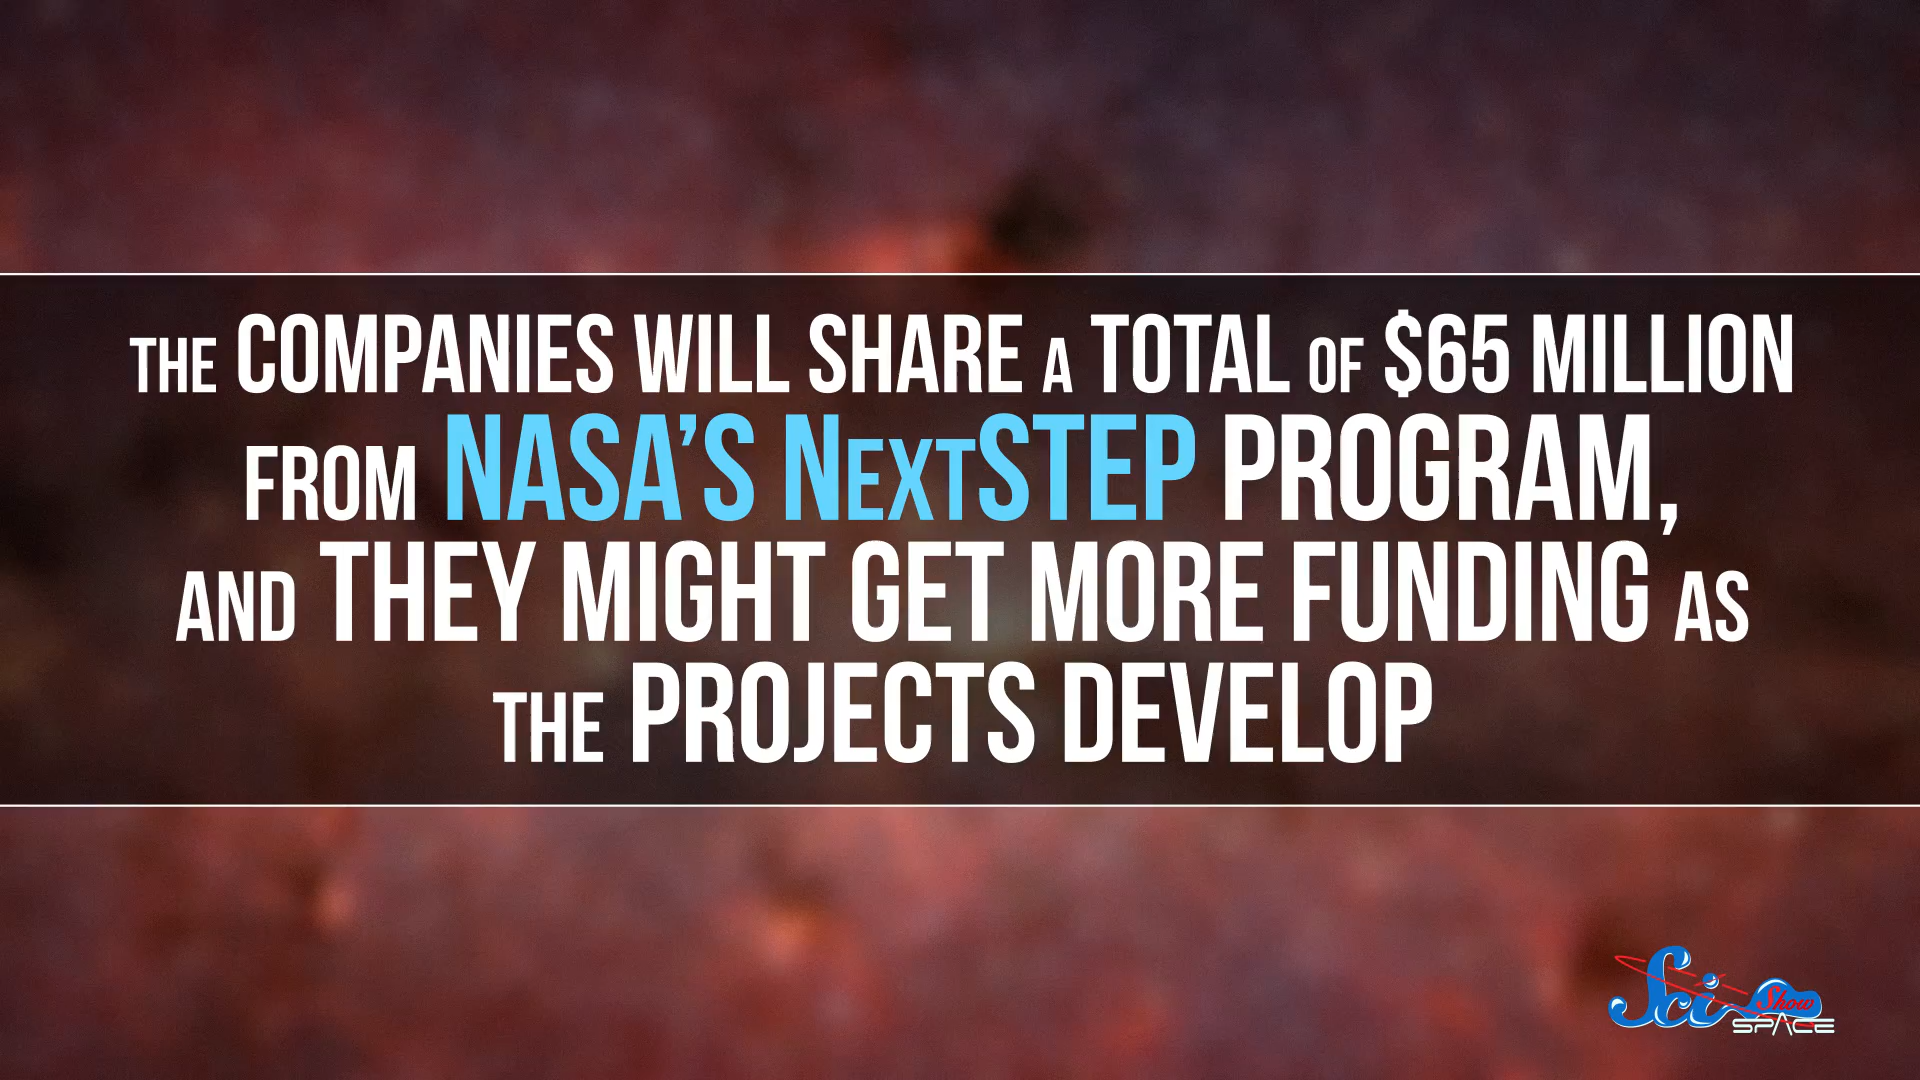 THE COMPANIES WILL SHARE A TOTAL OF $65 MILLION
FROM NASA'S NEXTSTEP PROGRAM,
AND THEY MIGHT GET MORE FUNDING AS
THE PROJECTS DEVELOP
Sci Show
SPACE